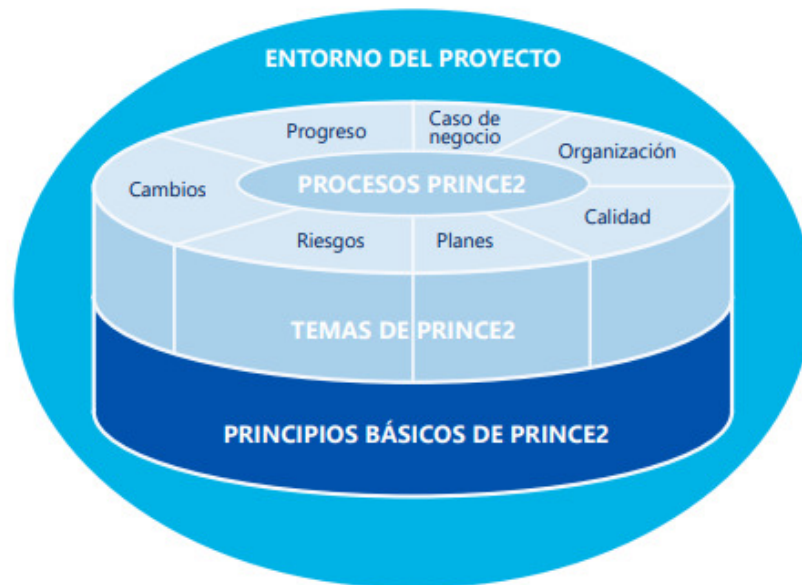 ENTORNO DEL PROYECTO
Progreso
Caso de
negocio
Organización
Cambios
PROCESOS PRINCE2
Calidad
Riesgos
Planes
TEMAS DE PRINCE2
PRINCIPIOS BÁSICOS DE PRINCE2